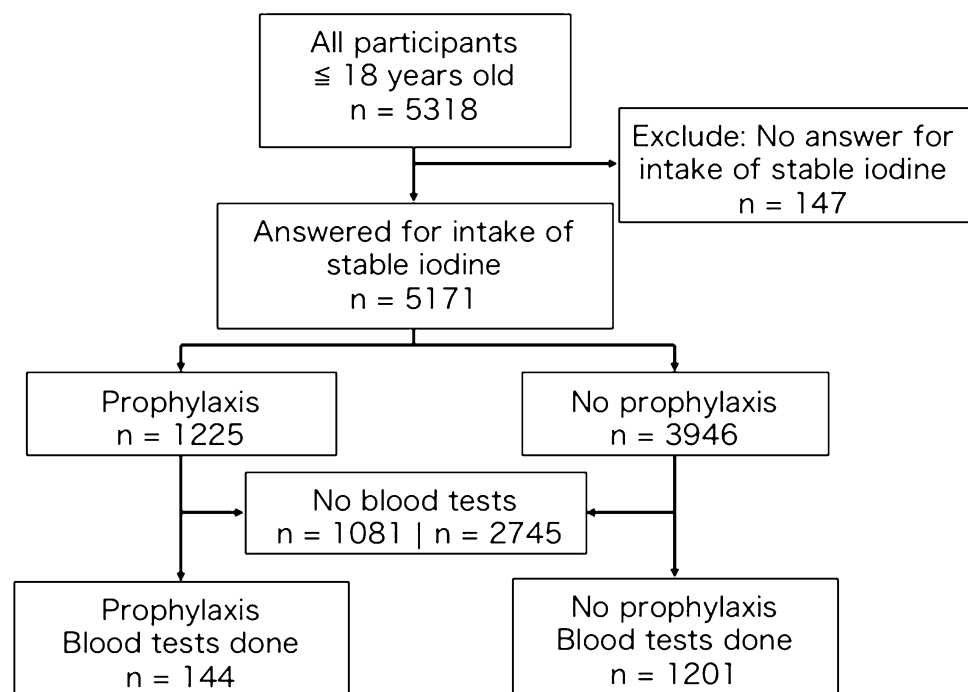 All participants
≦ 18 years old
n = 5318
Exclude: No answer for
intake of stable iodine
n = 147
Answered for intake of
stable iodine
n = 5171
Prophylaxis
n = 1225
No prophylaxis
n = 3946
No blood tests
n = 1081 | n = 2745
Prophylaxis
Blood tests done
n = 144
No prophylaxis
Blood tests done
n = 1201